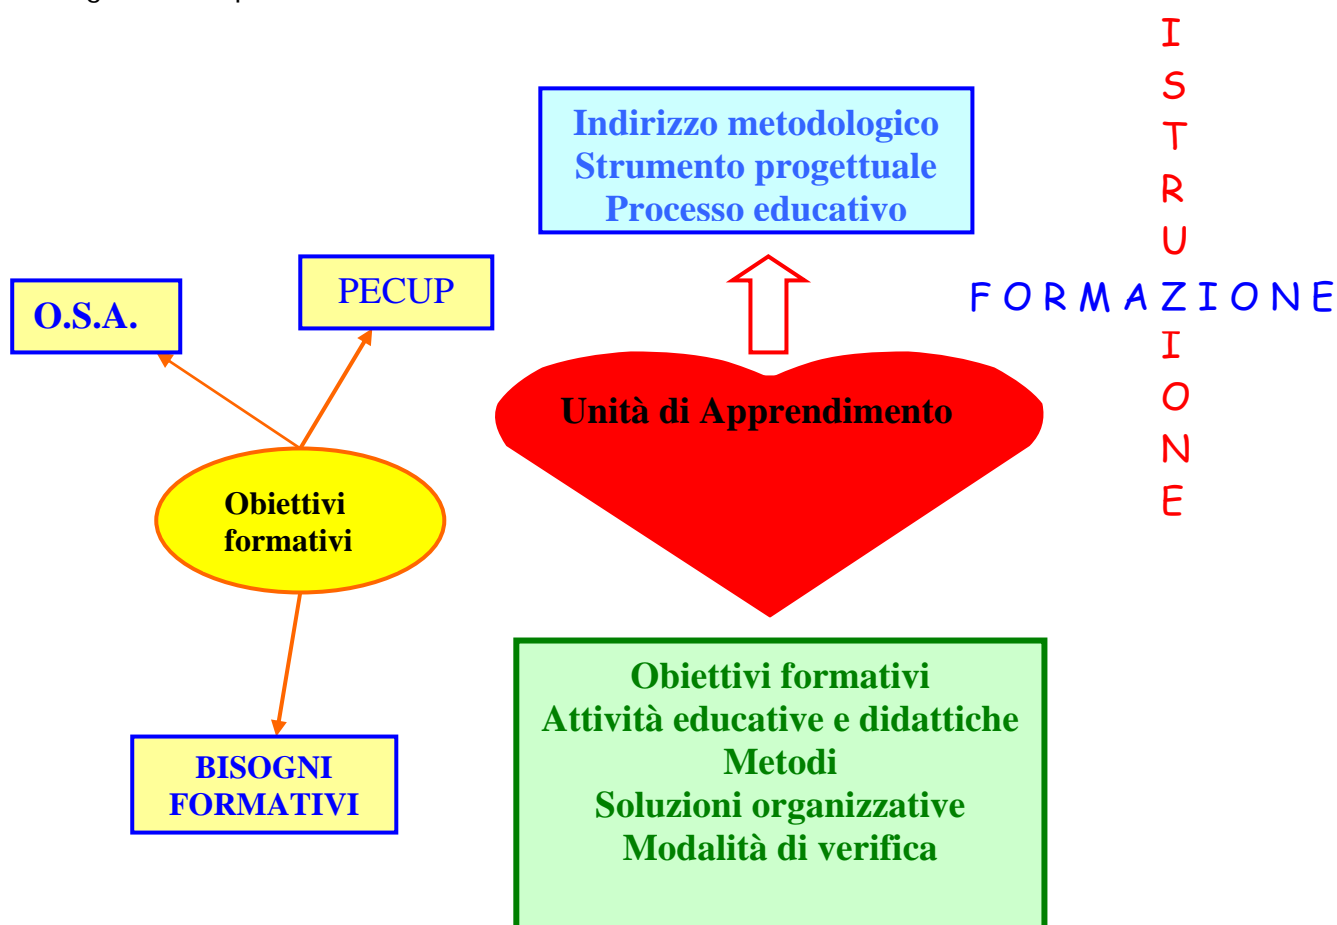 Indirizzo metodologico
Strumento progettuale
Processo educativo
O.S.A.
PECUP
Obiettivi
formativi
BISOGNI
FORMATIVI
Unità di Apprendimento
Obiettivi formativi
Attività educative e didattiche
Metodi
Soluzioni organizzative
Modalità di verifica
ISTRUZIONE
FORMAZIONE